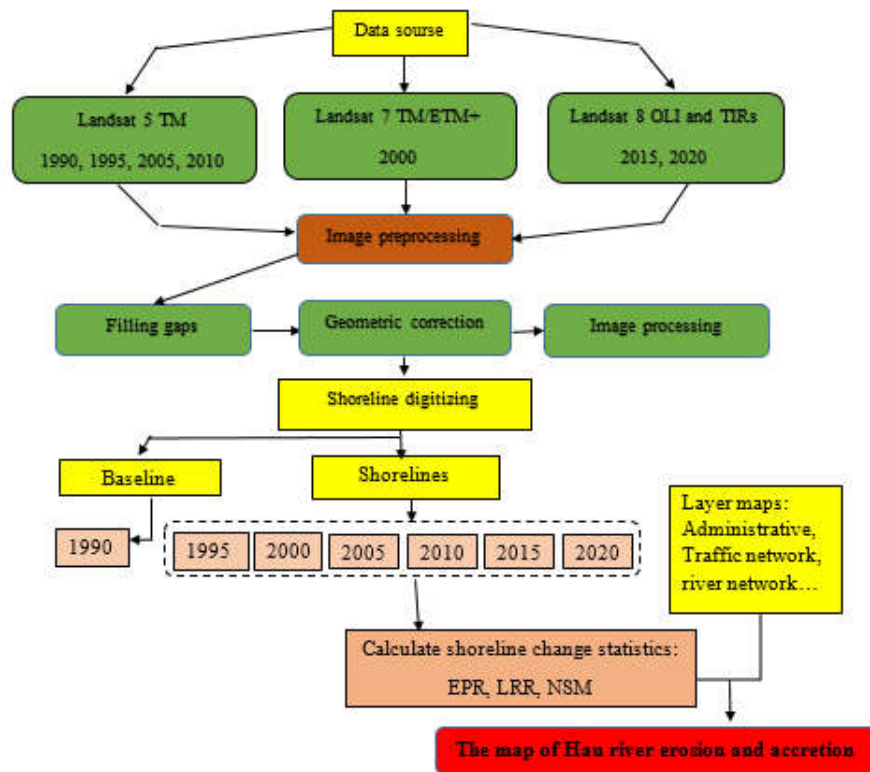 Data sourse
Landsat 5 TM
1990, 1995, 2005, 2010
Landsat 7 TM/ETM+
2000
Landsat 8 OLI and TIRs
2015, 2020
Image preprocessing
Filling gaps
Geometric correction
Image processing
Shoreline digitizing
Baseline
Shorelines
Layer maps:
Administrative,
Traffic network,
river network...
1990
1995
2000
2005
2010
2015
2020
Calculate shoreline change statistics:
EPR, LRR, NSM
The map of Hau river erosion and accretion